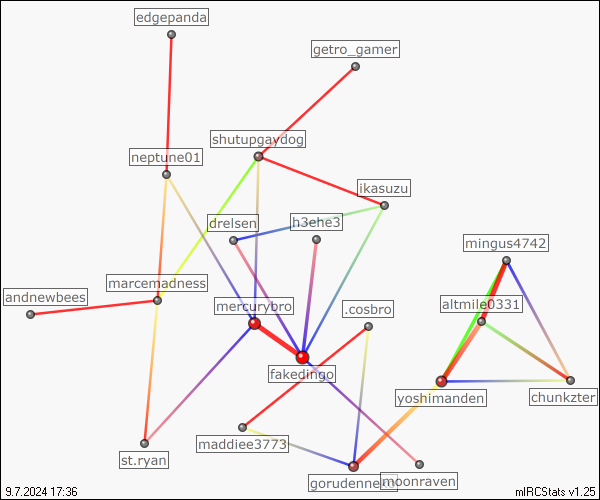 edgepanda
getro_gamer
shutupgaydog
neptune01
ikasuzu
drelsen
h3ehe3
mingus4742
marcemadness
andnewbees
mercurybro
.cosbro
altmile0331
fakedingo
yoshimanden
chunkzter
maddiee3773
st.ryan
moonraven
9.7.2024 17:36
mIRCStats v1.25